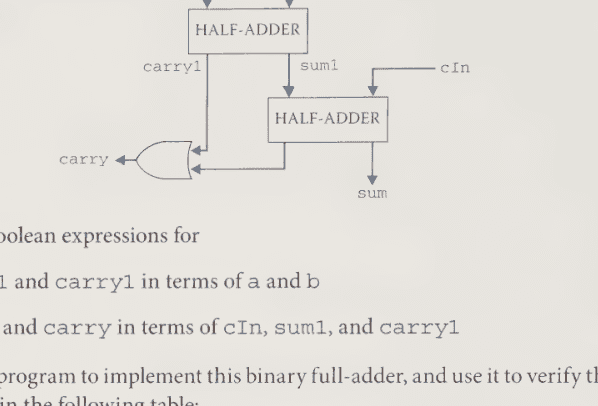 HALF-ADDER
carry1
sum1
cIn
HALF-ADDER
carry
sum
oolean expressions for
1 and carry1 in terms of a and b
and carry in terms of cIn, sum1, and carry1
program to implement this binary full-adder, and use it to verify th
in the following table: